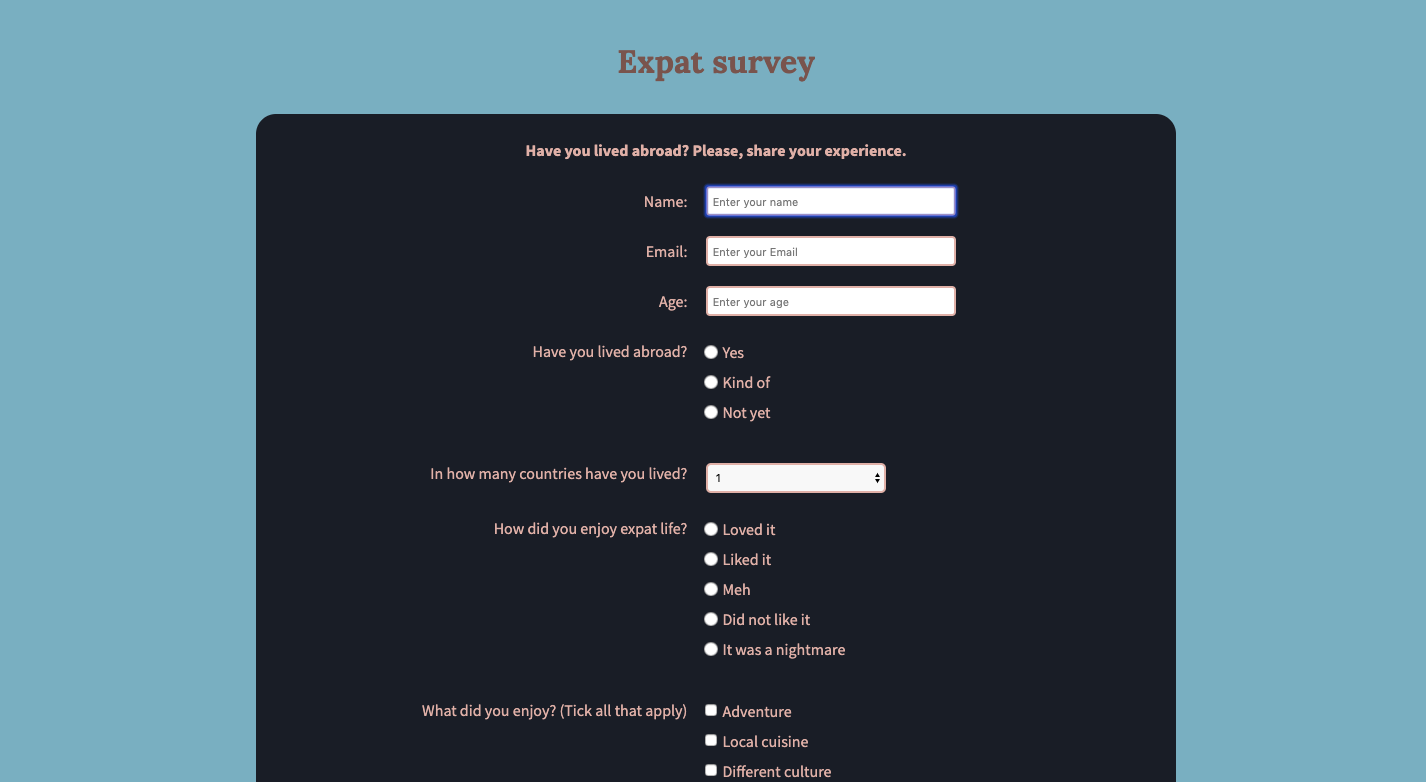 Expat survey
Have you lived abroad? Please, share your experience.
Name: Enter your name
Email: Enter your Email
Age: Enter your age
Have you lived abroad? Yes
Kind of
Not yet
In how many countries have you lived? 1
How did you enjoy expat life? Loved it
Liked it
Meh
Did not like it
It was a nightmare
What did you enjoy? (Tick all that apply) Adventure
Local cuisine
Different culture